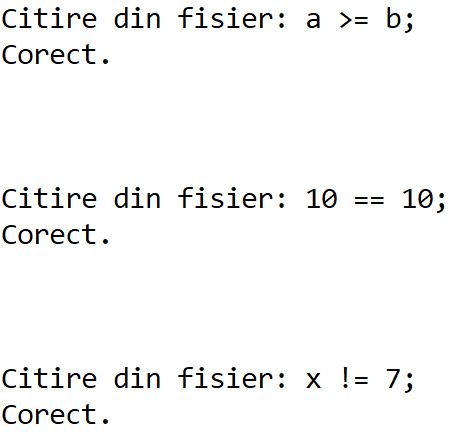 Citire din fisier: a >= b;
Corect.
Citire din fisier: 10 == 10;
Corect.
Citire din fisier: x != 7;
Corect.